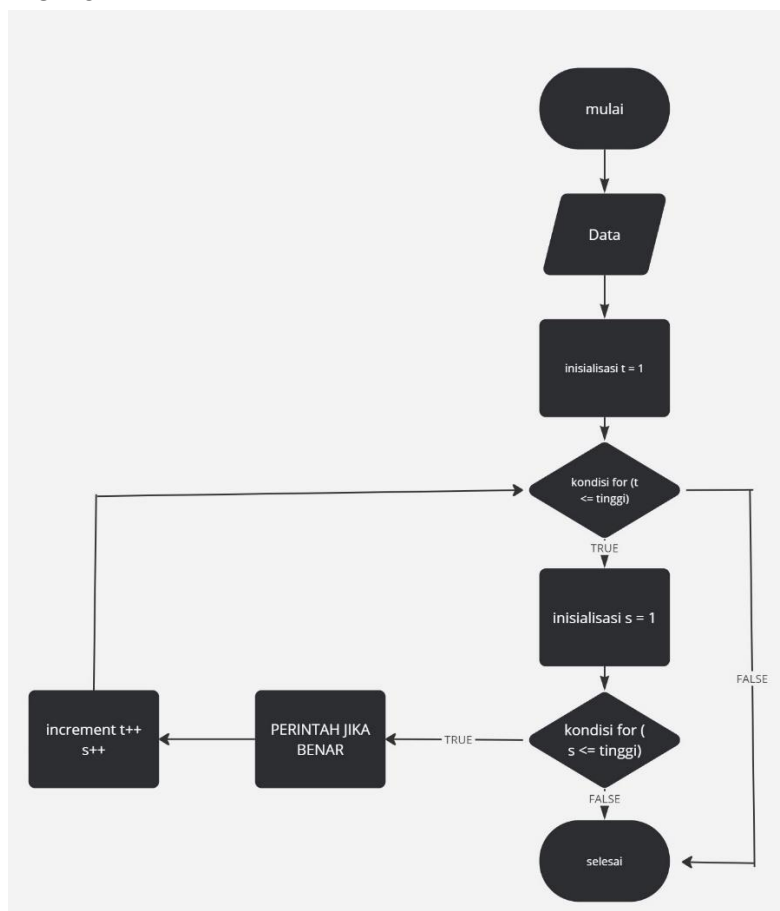 mulai
Data
inisialisasi t = 1
kondisi for (t
<= tinggi)
TRUE
inisialisasi s = 1
FALSE
increment t++
s++
PERINTAH JIKA
BENAR
TRUE
kondisi for (
s <= tinggi)
FALSE
selesai